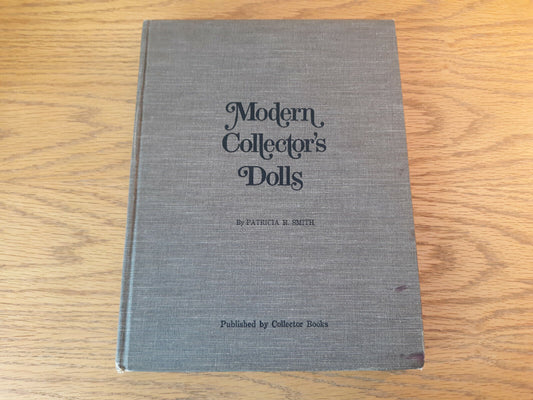 Modern
Collector's
Dolls
By PATRICIA R. SMITH
Published by Collector Books